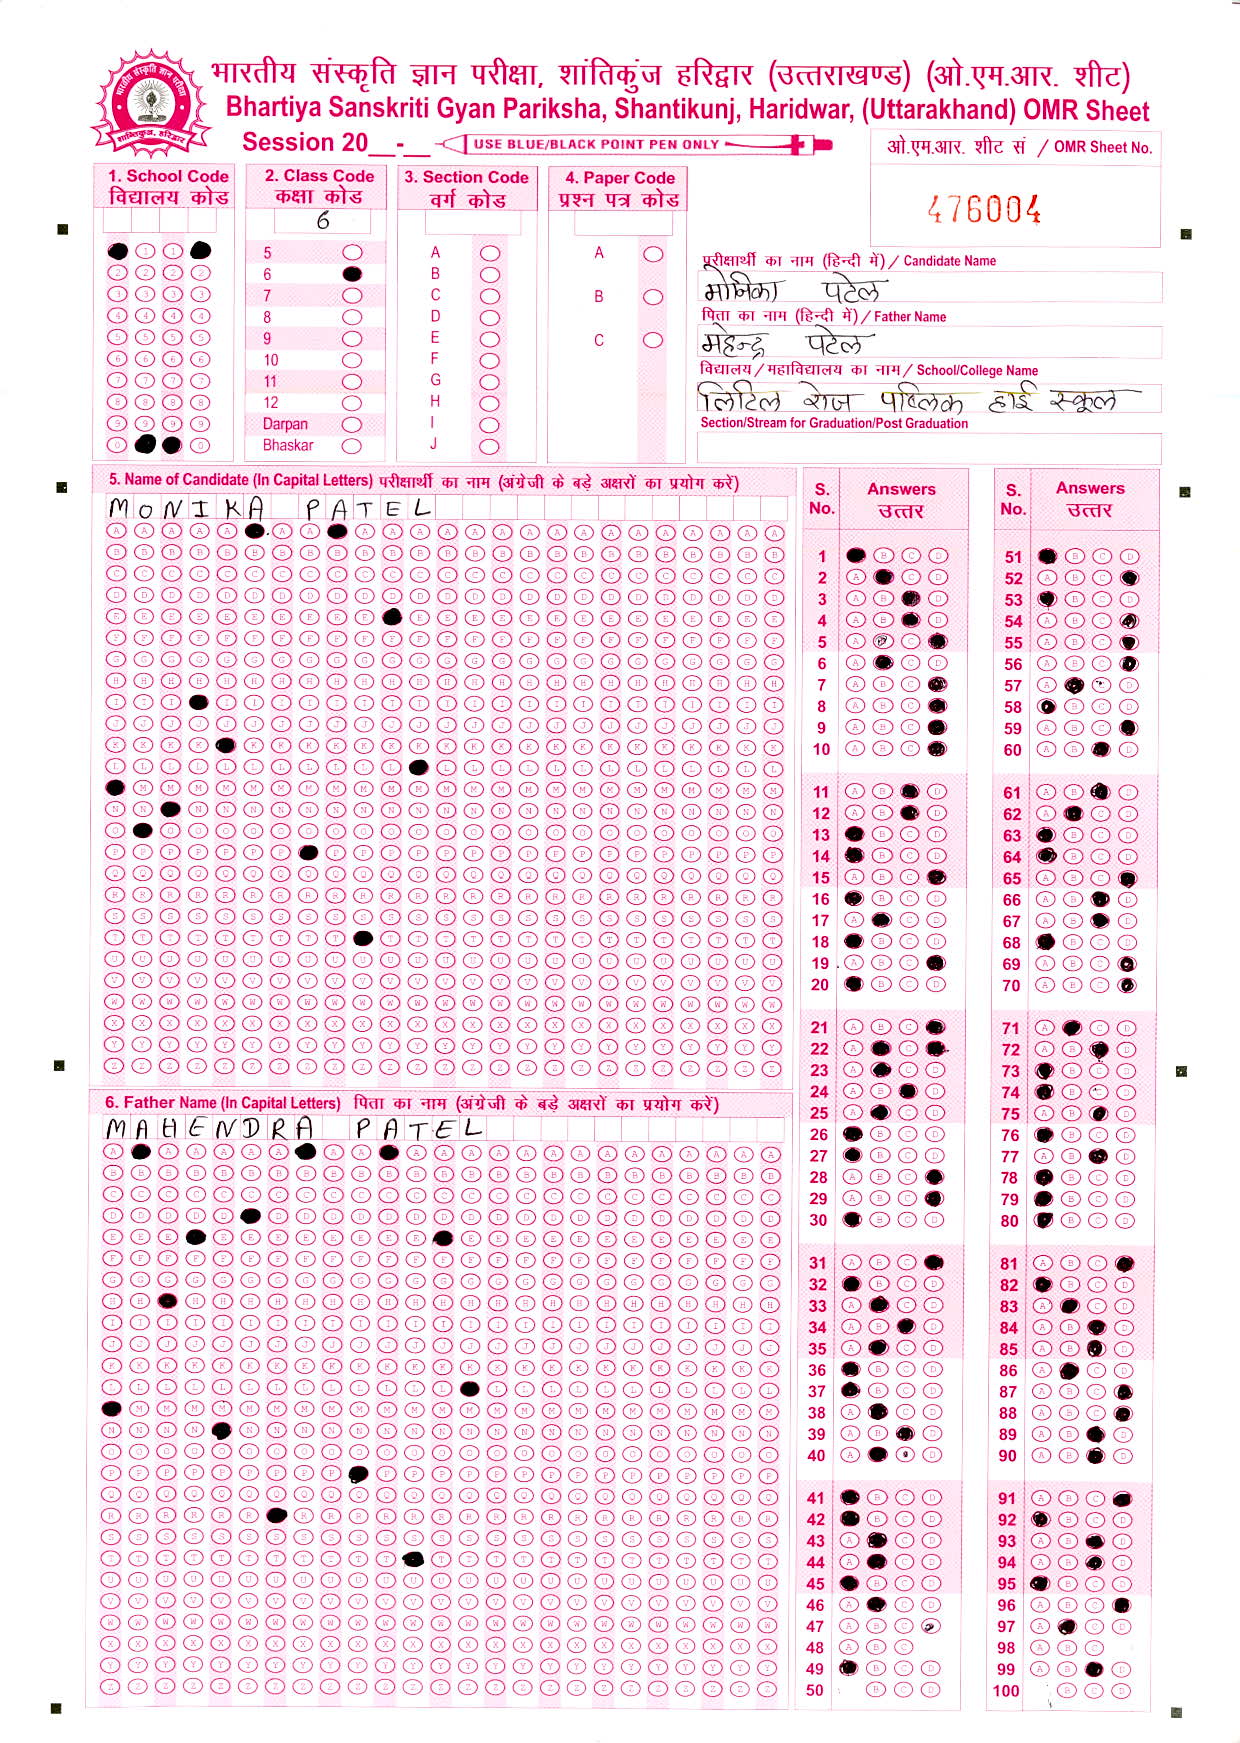 भारतीय संस्कृति ज्ञान परीक्षा, शांतिकुंज हरिद्वार (उत्तराखण्ड) (ओ.एम.आर. शीट)
Bhartiya Sanskriti Gyan Pariksha, Shantikunj, Haridwar, (Uttarakhand) OMR Sheet
Session 20__-__ USE BLUE/BLACK POINT PEN ONLY
ओ.एम.आर. शीट सं / OMR Sheet No.
476004
1. School Code
विद्यालय कोड
2. Class Code
कक्षा कोड
6
5
6
7
8
9
10
11
12
Darpan
Bhaskar
3. Section Code
वर्ग कोड
A
B
C
D
E
F
G
H
I
J
4. Paper Code
प्रश्न पत्र कोड
A
B
C
परीक्षार्थी का नाम (हिन्दी में) / Candidate Name
मोनिका पटेल
पिता का नाम (हिन्दी में) / Father Name
महेन्द्र पटेल
विद्यालय / महाविद्यालय का नाम / School/College Name
लिटिल रोज पब्लिक हाई स्कूल
Section/Stream for Graduation/Post Graduation
5. Name of Candidate (In Capital Letters) परीक्षार्थी का नाम (अंग्रेजी के बड़े अक्षरों का प्रयोग करें)
MONIKA PATEL
6. Father Name (In Capital Letters) पिता का नाम (अंग्रेजी के बड़े अक्षरों का प्रयोग करें)
MAHENDRA PATEL
S. No. Answers उत्तर
1
2
3
4
5
6
7
8
9
10
11
12
13
14
15
16
17
18
19
20
21
22
23
24
25
26
27
28
29
30
31
32
33
34
35
36
37
38
39
40
41
42
43
44
45
46
47
48
49
50
S. No. Answers उत्तर
51
52
53
54
55
56
57
58
59
60
61
62
63
64
65
66
67
68
69
70
71
72
73
74
75
76
77
78
79
80
81
82
83
84
85
86
87
88
89
90
91
92
93
94
95
96
97
98
99
100